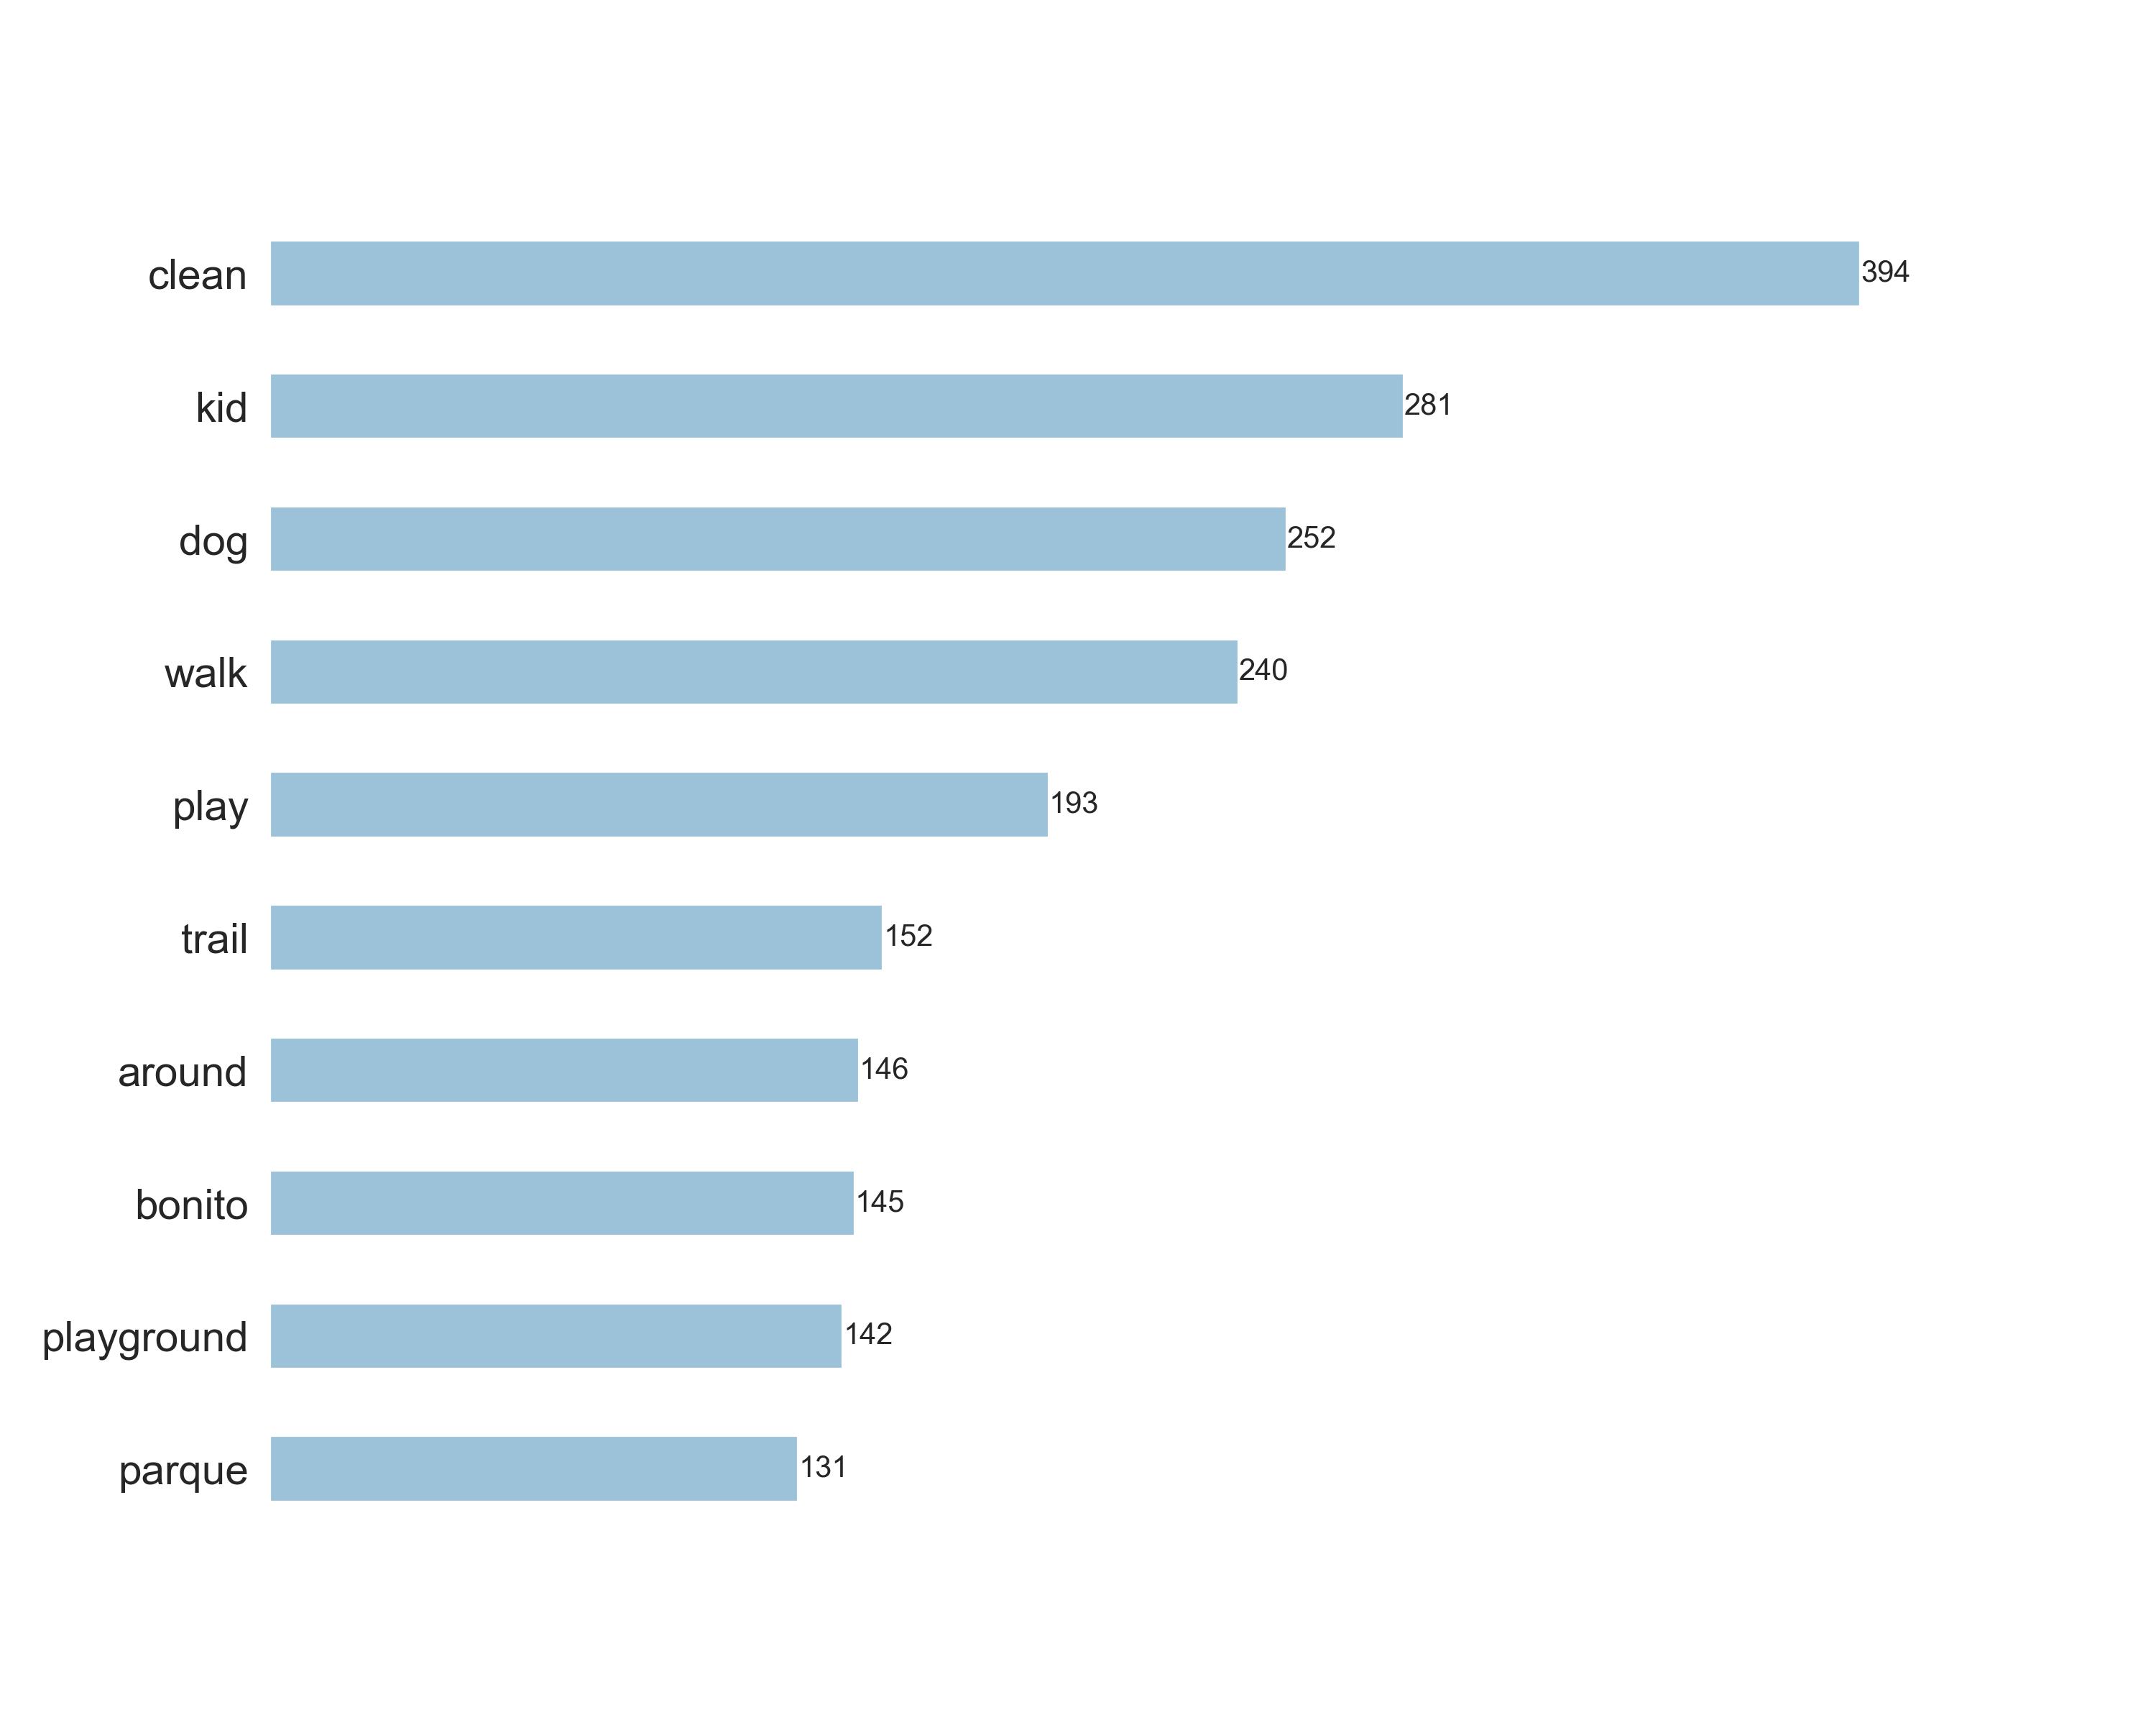 clean 394
kid 281
dog 252
walk 240
play 193
trail 152
around 146
bonito 145
playground 142
parque 131